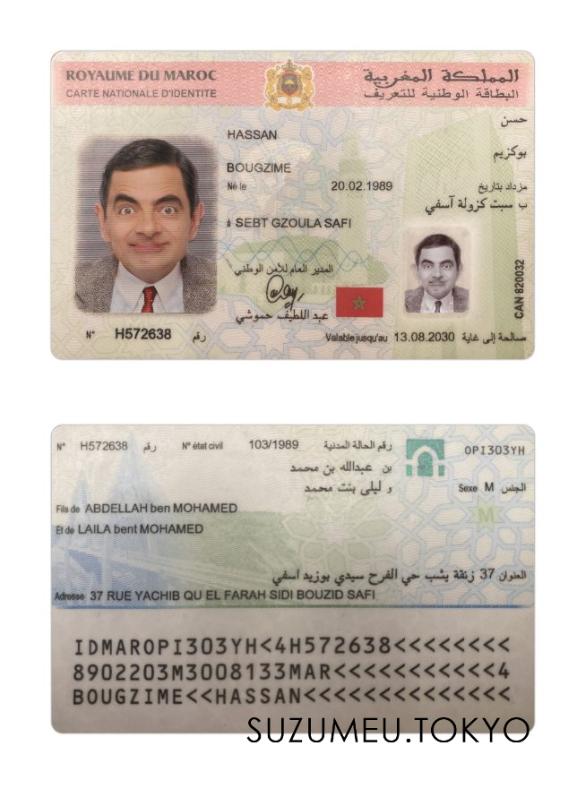 ROYAUME DU MAROC
المملكة المغربية
CARTE NATIONALE D'IDENTITE
البطاقة الوطنية للتعريف
حسن
HASSAN
بوكزيم
BOUGZIME
Né le 20.02.1989 مزداد بتاريخ
ب سبت كزولة آسفي
à SEBT GZOULA SAFI
المدير العام للأمن الوطني
عبد اللطيف حموشي
CAN 820032
N° H572638 رقم
Valable jusqu'au 13.08.2030 صالحة إلى غاية
N° H572638 رقم
N° état civil 103/1989 رقم الحالة المدنية
OPI3O3YH
بن عبدالله بن محمد
و ليلى بنت محمد
Sexe M الجنس
M
Fils de ABDELLAH ben MOHAMED
Et de LAILA bent MOHAMED
العنوان 37 زنقة يشب حي الفرح سيدي بوزيد آسفي
Adresse 37 RUE YACHIB QU EL FARAH SIDI BOUZID SAFI
IDMAROPI3O3YH<4H572638<<<<<<<<
8902203M3008133MAR<<<<<<<<<<<4
BOUGZIME<<HASSAN<<<<<<<<<<<<<<
SUZUMEU.TOKYO